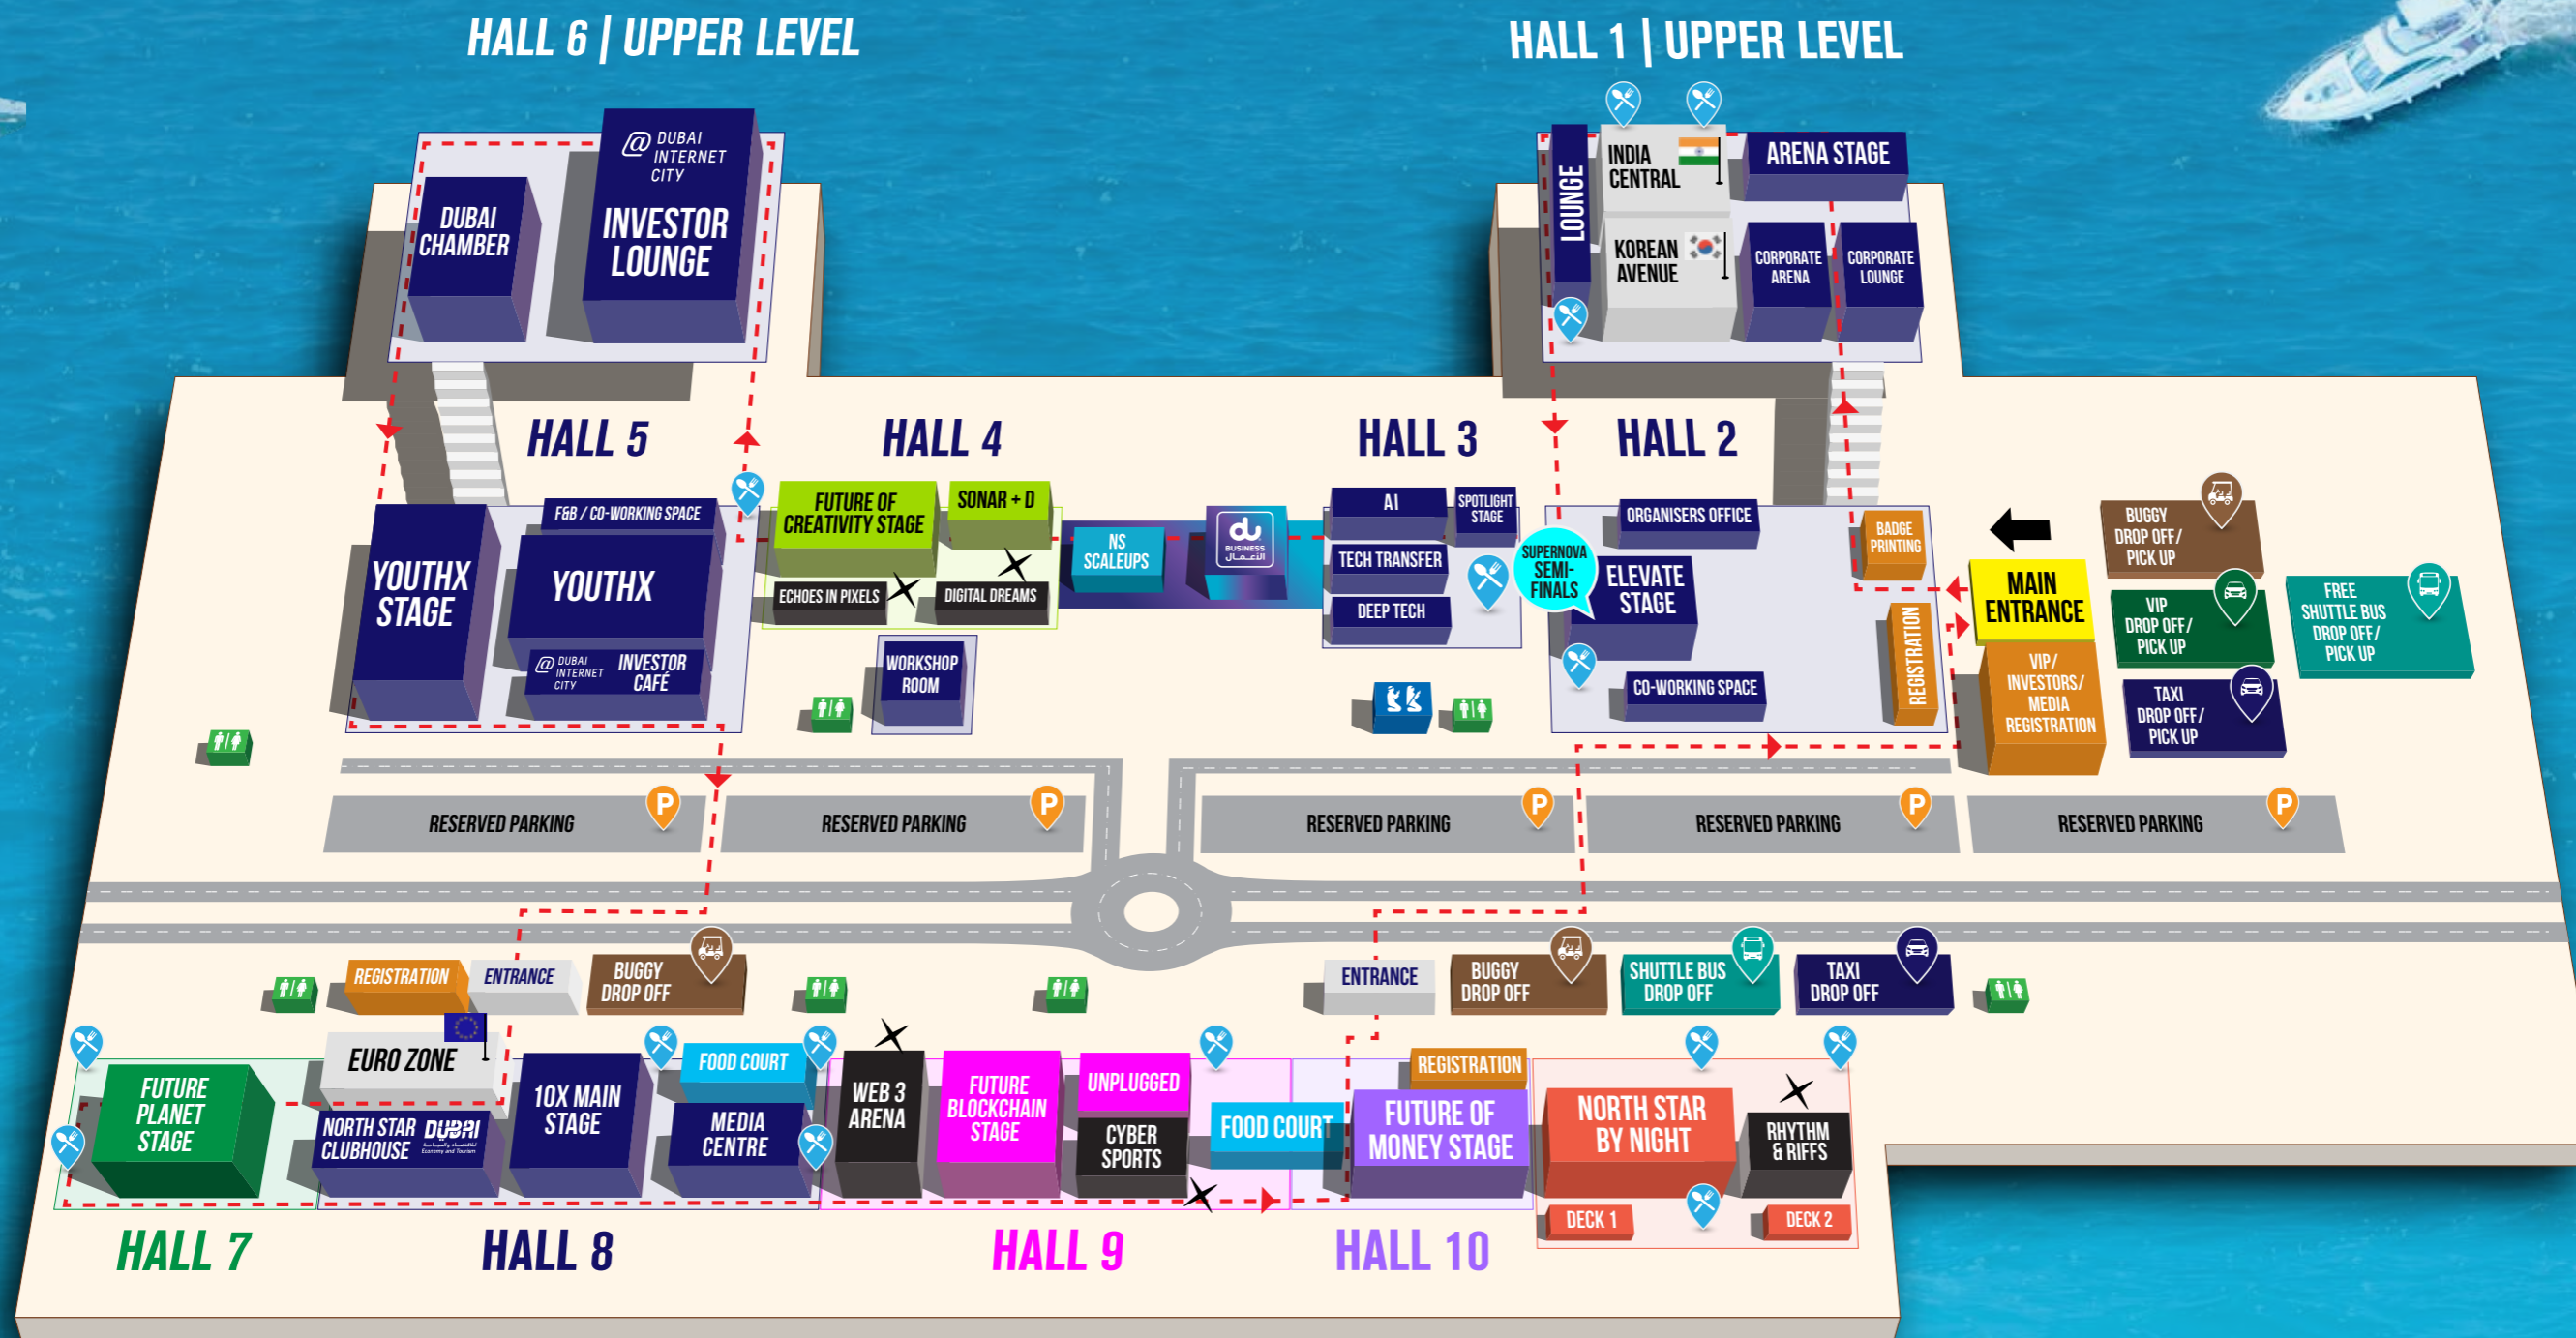 HALL 6 | UPPER LEVEL
HALL 1 | UPPER LEVEL
DUBAI
CHAMBER
@ DUBAI
INTERNET
CITY
INVESTOR
LOUNGE
LOUNGE
INDIA
CENTRAL
KOREAN
AVENUE
ARENA STAGE
CORPORATE
ARENA
CORPORATE
LOUNGE
HALL 5
HALL 4
HALL 3
HALL 2
YOUTHX
STAGE
F&B / CO-WORKING SPACE
YOUTHX
@ DUBAI
INTERNET
CITY
INVESTOR
CAFÉ
FUTURE OF
CREATIVITY STAGE
SONAR + D
ECHOES IN PIXELS
DIGITAL DREAMS
WORKSHOP
ROOM
NS
SCALEUPS
du
BUSINESS
للأعمال
AI
SPOTLIGHT
STAGE
TECH TRANSFER
DEEP TECH
SUPERNOVA
SEMI-
FINALS
ORGANISERS OFFICE
ELEVATE
STAGE
CO-WORKING SPACE
BADGE
PRINTING
REGISTRATION
MAIN
ENTRANCE
VIP/
INVESTORS/
MEDIA
REGISTRATION
BUGGY
DROP OFF/
PICK UP
VIP
DROP OFF/
PICK UP
TAXI
DROP OFF/
PICK UP
FREE
SHUTTLE BUS
DROP OFF/
PICK UP
RESERVED PARKING
P
RESERVED PARKING
P
RESERVED PARKING
P
RESERVED PARKING
P
RESERVED PARKING
P
REGISTRATION
ENTRANCE
BUGGY
DROP OFF
ENTRANCE
BUGGY
DROP OFF
SHUTTLE BUS
DROP OFF
TAXI
DROP OFF
FUTURE
PLANET
STAGE
EURO ZONE
NORTH STAR
CLUBHOUSE
DUBAI
Economy and Tourism
10X MAIN
STAGE
FOOD COURT
MEDIA
CENTRE
WEB 3
ARENA
FUTURE
BLOCKCHAIN
STAGE
UNPLUGGED
CYBER
SPORTS
FOOD COURT
REGISTRATION
FUTURE OF
MONEY STAGE
NORTH STAR
BY NIGHT
RHYTHM
& RIFFS
DECK 1
DECK 2
HALL 7
HALL 8
HALL 9
HALL 10